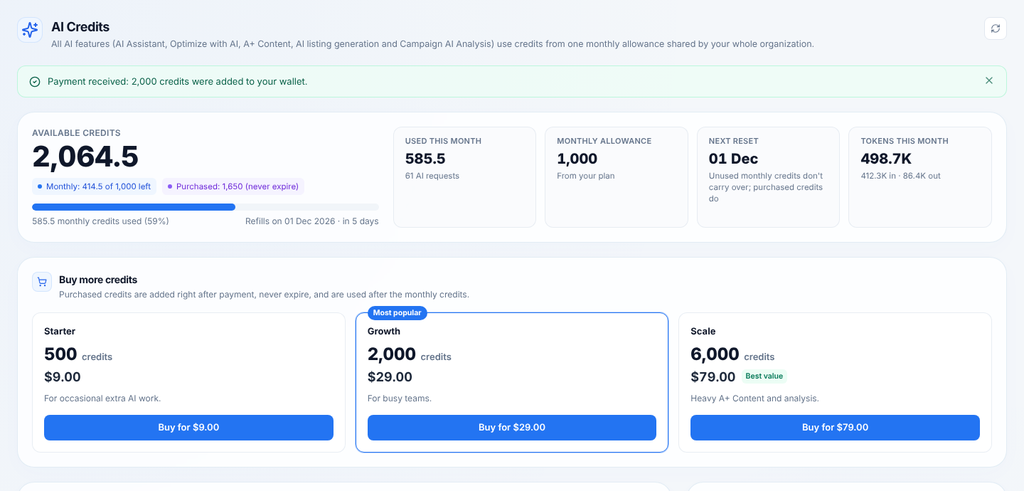 AI Credits
All AI features (AI Assistant, Optimize with AI, A+ Content, AI listing generation and Campaign AI Analysis) use credits from one monthly allowance shared by your whole organization.
Payment received: 2,000 credits were added to your wallet.
AVAILABLE CREDITS
2,064.5
Monthly: 414.5 of 1,000 left
Purchased: 1,650 (never expire)
585.5 monthly credits used (59%)
Refills on 01 Dec 2026 · in 5 days
USED THIS MONTH
585.5
61 AI requests
MONTHLY ALLOWANCE
1,000
From your plan
NEXT RESET
01 Dec
Unused monthly credits don't
carry over; purchased credits
do
TOKENS THIS MONTH
498.7K
412.3K in · 86.4K out
Buy more credits
Purchased credits are added right after payment, never expire, and are used after the monthly credits.
Starter
500 credits
$9.00
For occasional extra AI work.
Buy for $9.00
Most popular
Growth
2,000 credits
$29.00
For busy teams.
Buy for $29.00
Scale
6,000 credits
$79.00 Best value
Heavy A+ Content and analysis.
Buy for $79.00